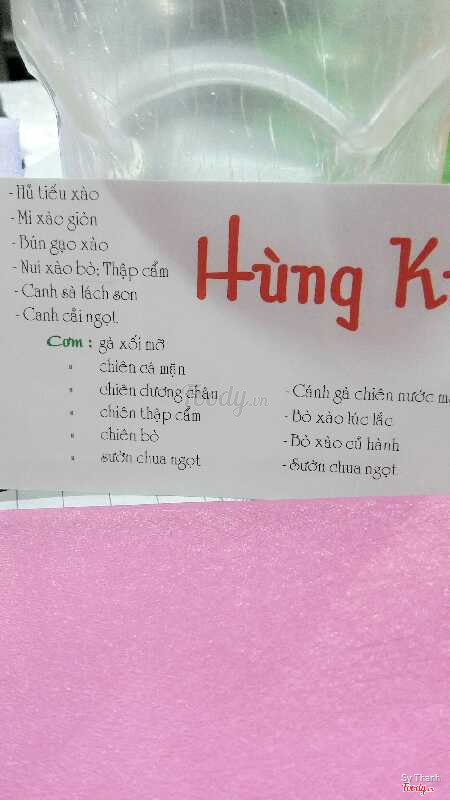 - Hủ tiếu xào
- Mì xào giòn
- Bún gạo xào
- Nui xào bò; Thập cẩm
- Canh sà lách son
- Canh cải ngọt
Hùng K
Cơm : gà xối mỡ
" chiên cá mặn
" chiên dương châu
" chiên thập cẩm
" chiên bò
" sườn chua ngọt
- Cánh gà chiên nước m
- Bò xào lúc lắc
- Bò xào củ hành
- Sườn chua ngọt
Foody.vn
Sy Thanh
foody.vn